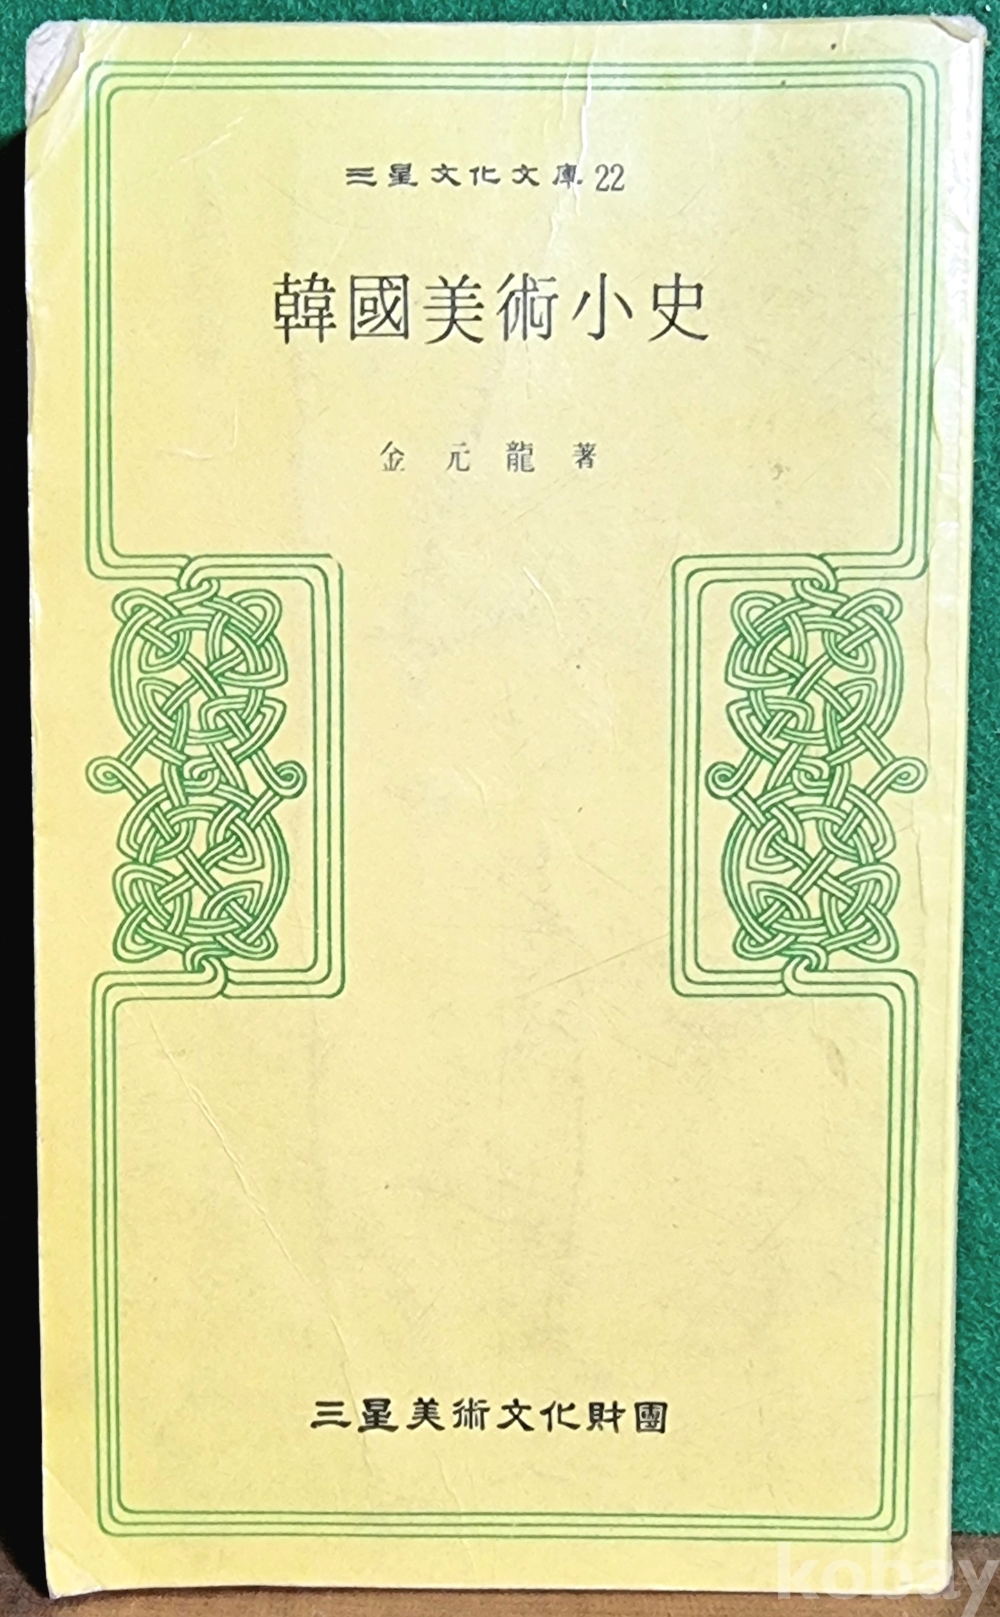 三星文化文庫 22
韓國美術小史
金元龍 著
三星美術文化財團
kobay